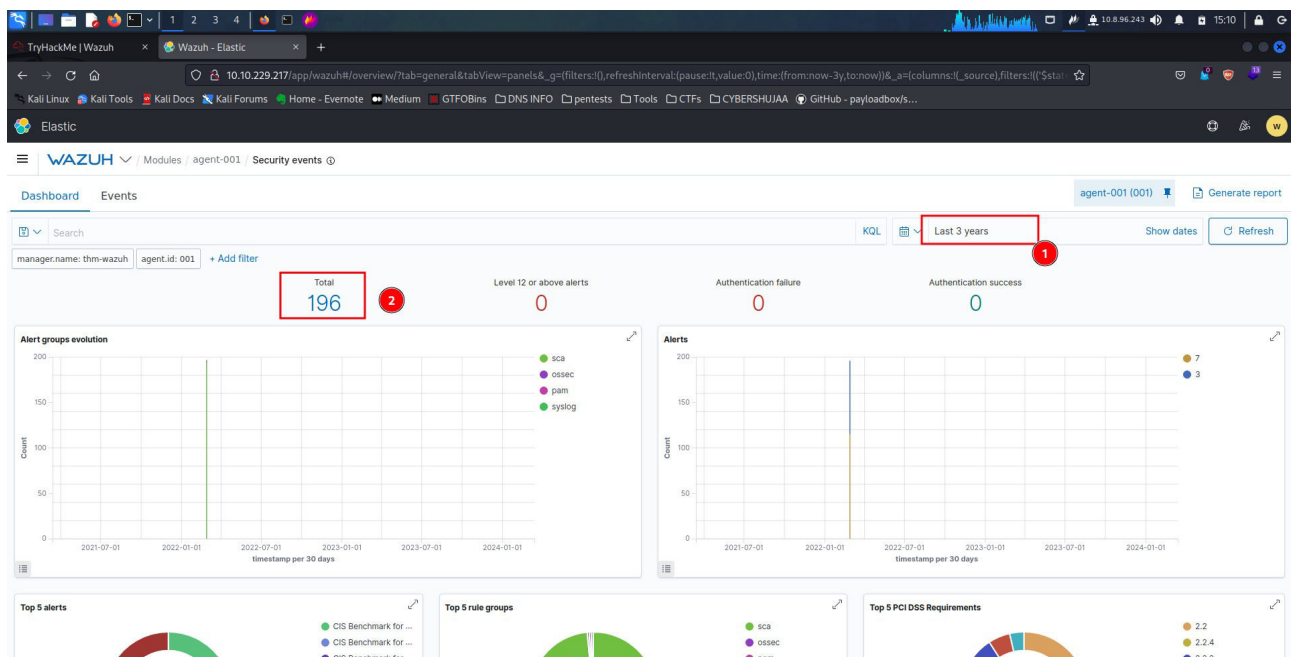 1 2 3 4
10.8.96.243
15:10
TryHackMe | Wazuh
Wazuh - Elastic
10.10.229.217/app/wazuh#/overview/?tab=general&tabView=panels&_g=(filters:!(),refreshInterval:(pause:!t,value:0),time:(from:now-3y,to:now))&_a=(columns:!(_source),filters:!(('$stat
Kali Linux Kali Tools Kali Docs Kali Forums Home - Evernote Medium GTFOBins DNS INFO pentests Tools CTFs CYBERSHUJAA GitHub - payloadbox/s...
Elastic
W
WAZUH / Modules / agent-001 / Security events
Dashboard Events
agent-001 (001) Generate report
Search
KQL
Last 3 years
Show dates
Refresh
1
manager.name: thm-wazuh agent.id: 001 + Add filter
Total
196
2
Level 12 or above alerts
0
Authentication failure
0
Authentication success
0
Alert groups evolution
200
150
100
50
0
Count
2021-07-01 2022-01-01 2022-07-01 2023-01-01 2023-07-01 2024-01-01
timestamp per 30 days
sca
ossec
pam
syslog
Alerts
200
150
100
50
0
Count
2021-07-01 2022-01-01 2022-07-01 2023-01-01 2023-07-01 2024-01-01
timestamp per 30 days
7
3
Top 5 alerts
CIS Benchmark for ...
CIS Benchmark for ...
Top 5 rule groups
sca
ossec
Top 5 PCI DSS Requirements
2.2
2.2.4